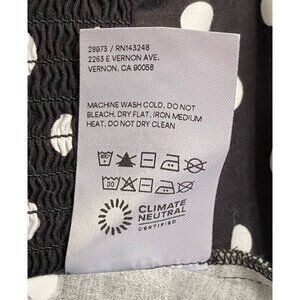 28973 / RN143248
2263 E VERNON AVE.
VERNON, CA 90058
MACHINE WASH COLD, DO NOT
BLEACH, DRY FLAT, IRON MEDIUM
HEAT, DO NOT DRY CLEAN
30
CLIMATE
NEUTRAL
CERTIFIED